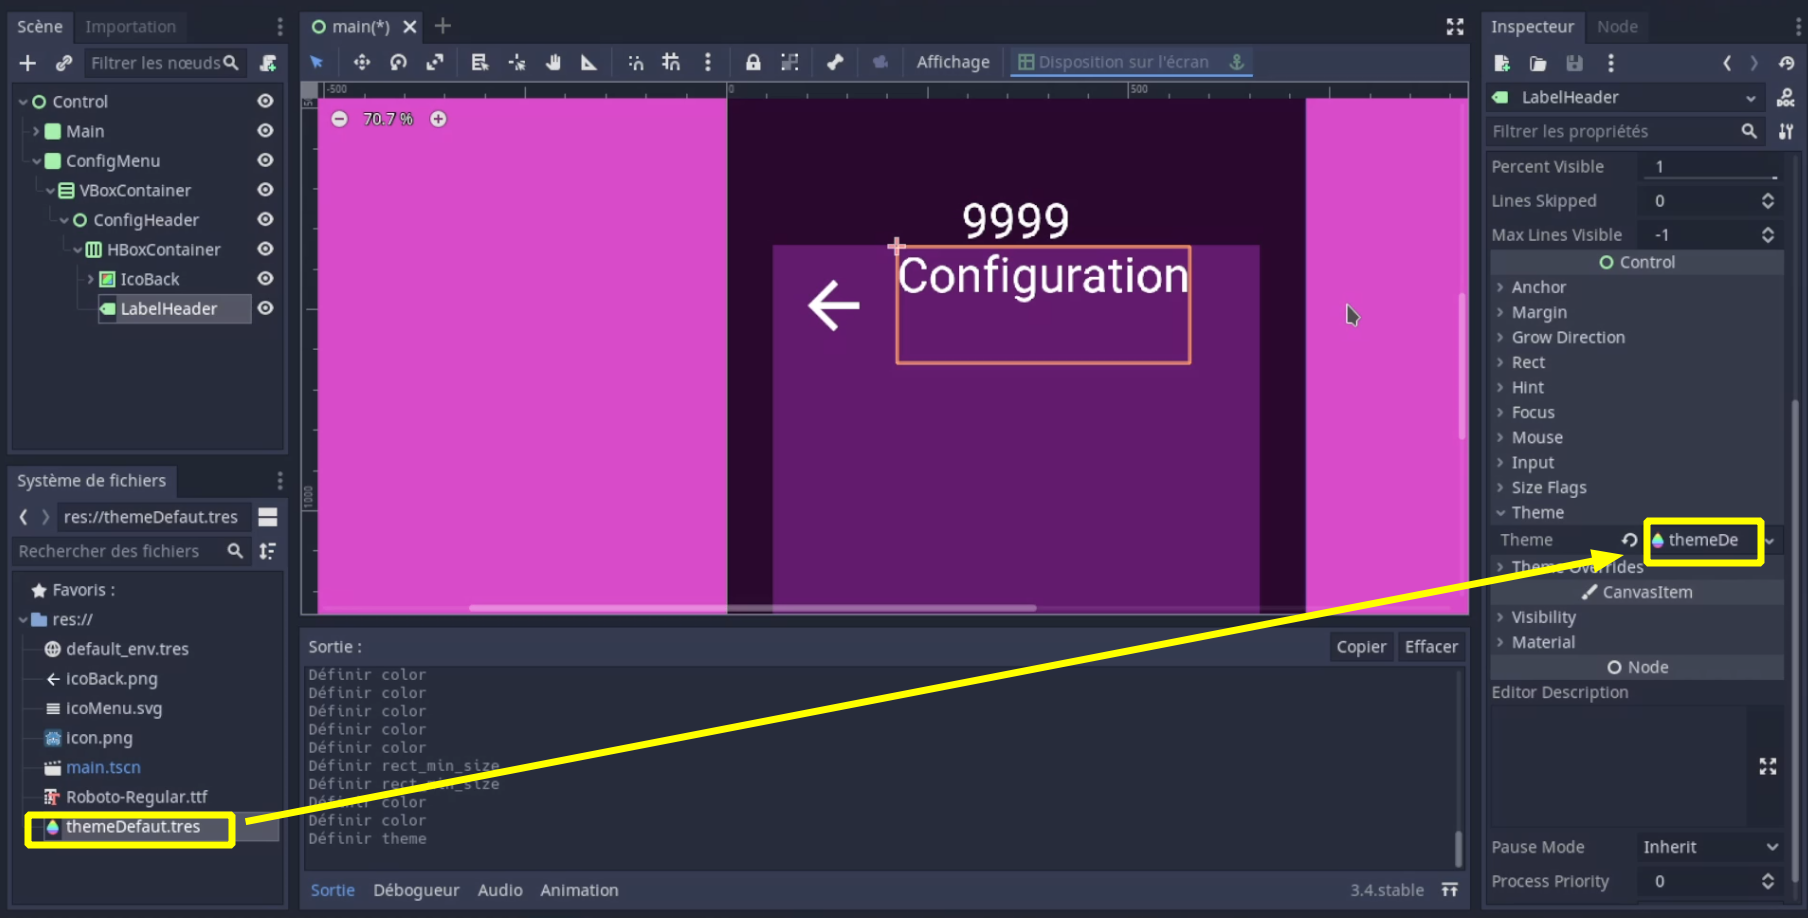 Scène
Importation
Filtrer les nœuds
Control
Main
ConfigMenu
VBoxContainer
ConfigHeader
HBoxContainer
IcoBack
LabelHeader
Système de fichiers
res://themeDefaut.tres
Rechercher des fichiers
Favoris :
res://
default_env.tres
icoBack.png
icoMenu.svg
icon.png
main.tscn
Roboto-Regular.ttf
themeDefaut.tres
main(*)
Affichage
Disposition sur l'écran
-500
0
500
1000
70.7 %
9999
Configuration
Sortie :
Copier
Effacer
Définir color
Définir color
Définir color
Définir color
Définir color
Définir rect_min_size
Définir rect_min_size
Définir color
Définir color
Définir theme
Sortie
Débogueur
Audio
Animation
3.4.stable
Inspecteur
Node
LabelHeader
DOC
Filtrer les propriétés
Percent Visible 1
Lines Skipped 0
Max Lines Visible -1
Control
Anchor
Margin
Grow Direction
Rect
Hint
Focus
Mouse
Input
Size Flags
Theme
Theme themeDe
Theme Overrides
CanvasItem
Visibility
Material
Node
Editor Description
Pause Mode Inherit
Process Priority 0